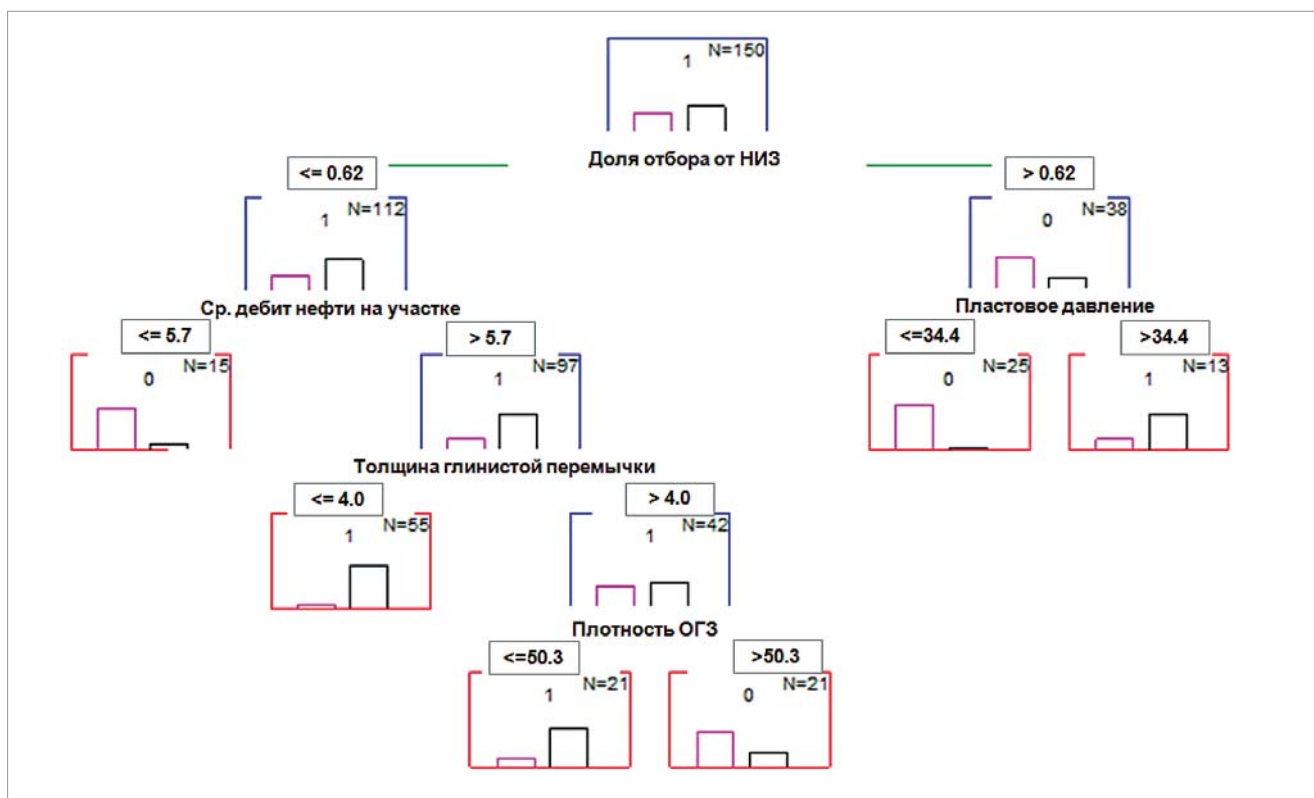 N=150
1
Доля отбора от НИЗ
<= 0.62
> 0.62
N=112
1
N=38
0
Ср. дебит нефти на участке
Пластовое давление
<= 5.7
> 5.7
<=34.4
>34.4
N=15
0
N=97
1
N=25
0
N=13
1
Толщина глинистой перемычки
<= 4.0
> 4.0
N=55
1
N=42
1
Плотность ОГЗ
<=50.3
>50.3
N=21
1
N=21
0